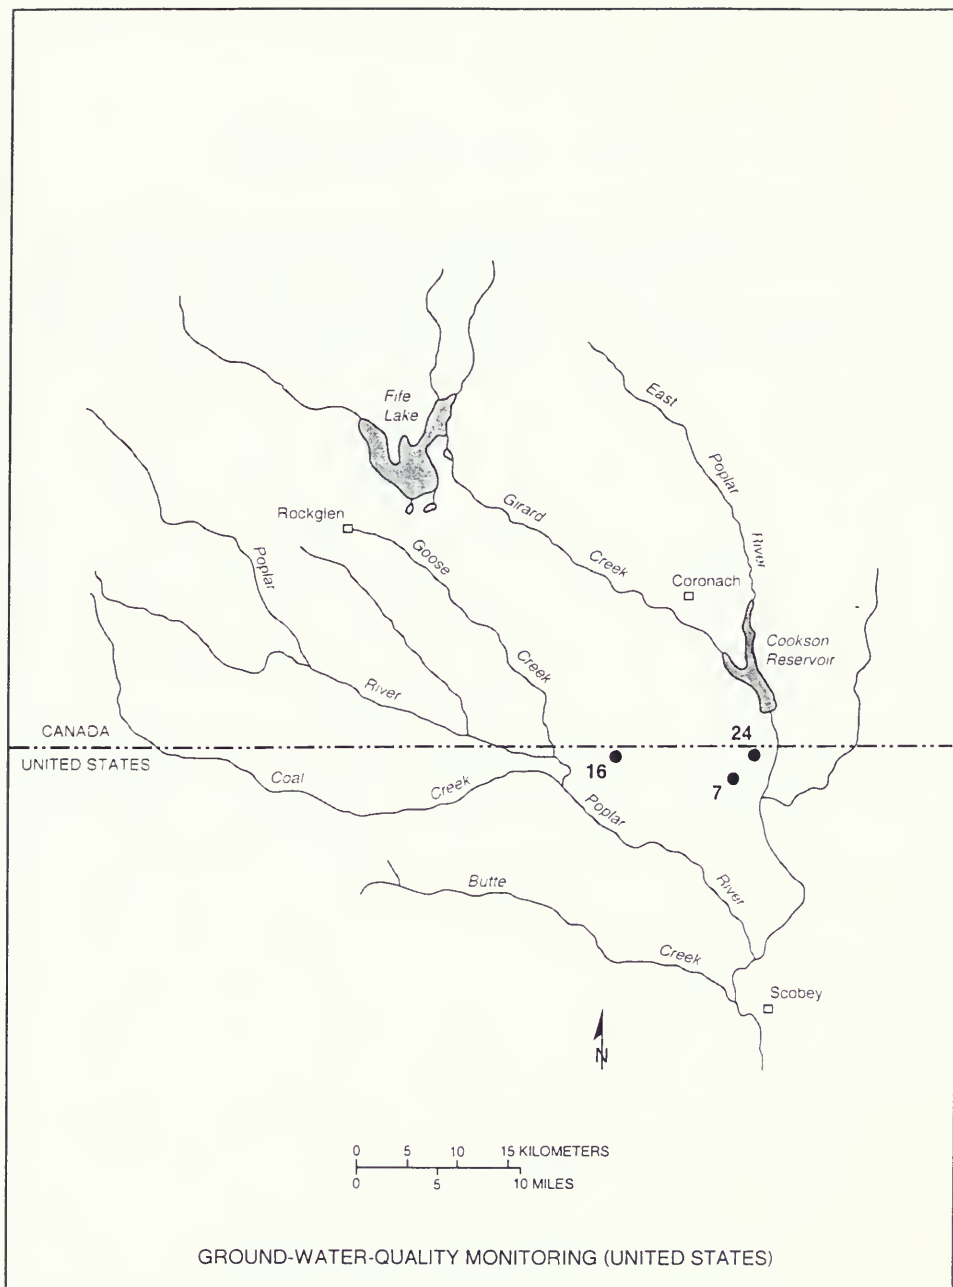 East
Fife
Lake
Poplar
Girard
Rockglen
Goose
River
Poplar
Creek
Coronach
Cookson
Reservoir
Creek
River
CANADA
24
UNITED STATES
16
Coal
Creek
7
Poplar
Butte
River
Creek
Scobey
N
0 5 10 15 KILOMETERS
0 5 10 MILES
GROUND-WATER-QUALITY MONITORING (UNITED STATES)